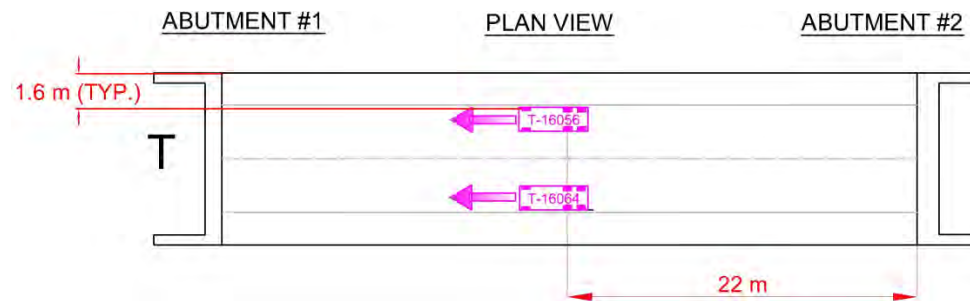 ABUTMENT #1
PLAN VIEW
ABUTMENT #2
1.6 m (TYP.)
T-16056
T
T-16064
22 m